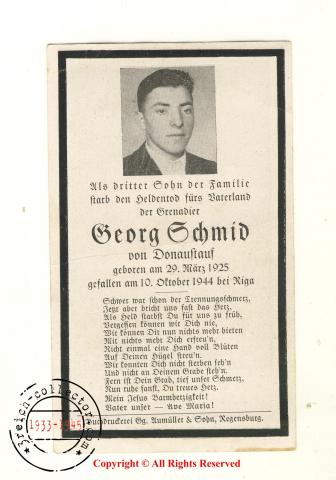 Als dritter Sohn der Familie
starb den Heldentod fürs Vaterland
der Grenadier
Georg Schmid
von Donaustauf
geboren am 29. März 1925
gefallen am 10. Oktober 1944 bei Riga
Schwer war schon der Trennungsschmerz,
Jetzt aber bricht uns fast das Herz,
Als Held starbst Du für uns zu früh,
Vergessen können wir Dich nie,
Wir können Dir nun nichts mehr bieten
Mit nichts mehr Dich erfreu'n,
Nicht einmal eine Hand voll Blüten
Auf Deinen Hügel streu'n.
Wir konnten Dich nicht sterben seh'n
Und nicht an Deinem Grabe steh'n,
Fern ist Dein Grab, tief unser Schmerz,
Nun ruhe sanft, Du treues Herz.
Mein Jesus Barmherzigkeit!
Vater unser — Ave Maria!
Buchdruckerei Gg. Aumüller & Sohn, Regensburg.
3reich-collector.com
1933-1945
Copyright © All Rights Reserved